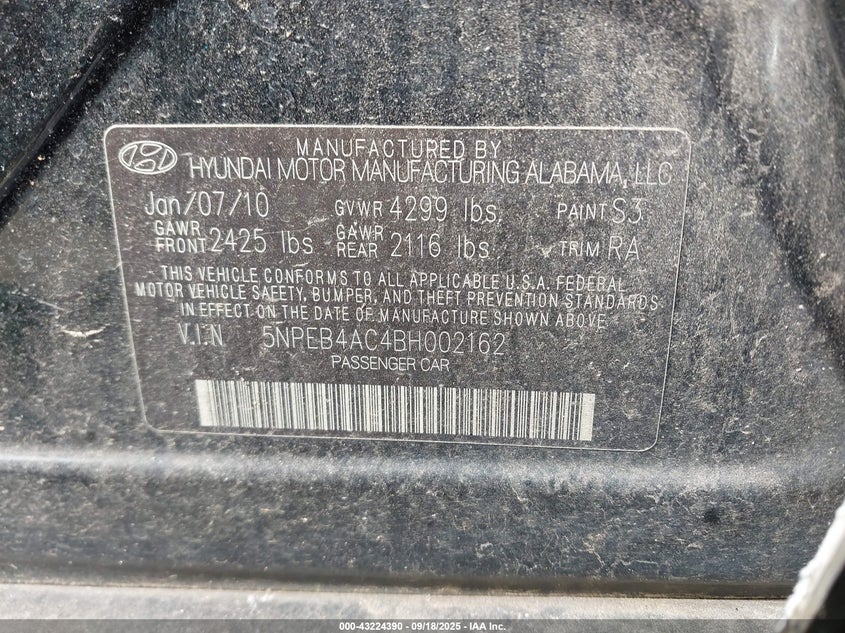 MANUFACTURED BY
HYUNDAI MOTOR MANUFACTURING ALABAMA, LLC
Jan/07/10 GVWR 4299 lbs. PAINT S3
GAWR FRONT 2425 lbs GAWR REAR 2116 lbs TRIM RA
THIS VEHICLE CONFORMS TO ALL APPLICABLE U.S.A. FEDERAL
MOTOR VEHICLE SAFETY, BUMPER, AND THEFT PREVENTION STANDARDS
IN EFFECT ON THE DATE OF MANUFACTURE SHOWN ABOVE.
V.I.N 5NPEB4AC4BH002162
PASSENGER CAR
000-43224390 - 09/18/2025 - IAA Inc.